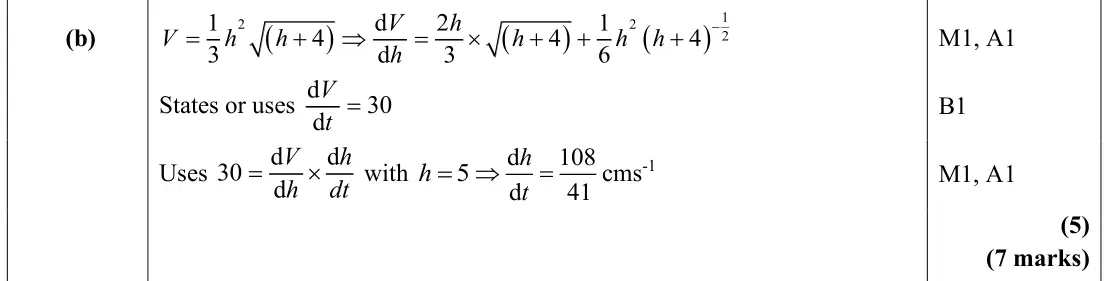 (b) V = 1/3 h² √(h + 4) ⇒ dV/dh = 2h/3 × √(h + 4) + 1/6 h² (h + 4)^(-1/2) M1, A1
States or uses dV/dt = 30 B1
Uses 30 = dV/dh × dh/dt with h = 5 ⇒ dh/dt = 108/41 cms⁻¹ M1, A1
(5)
(7 marks)